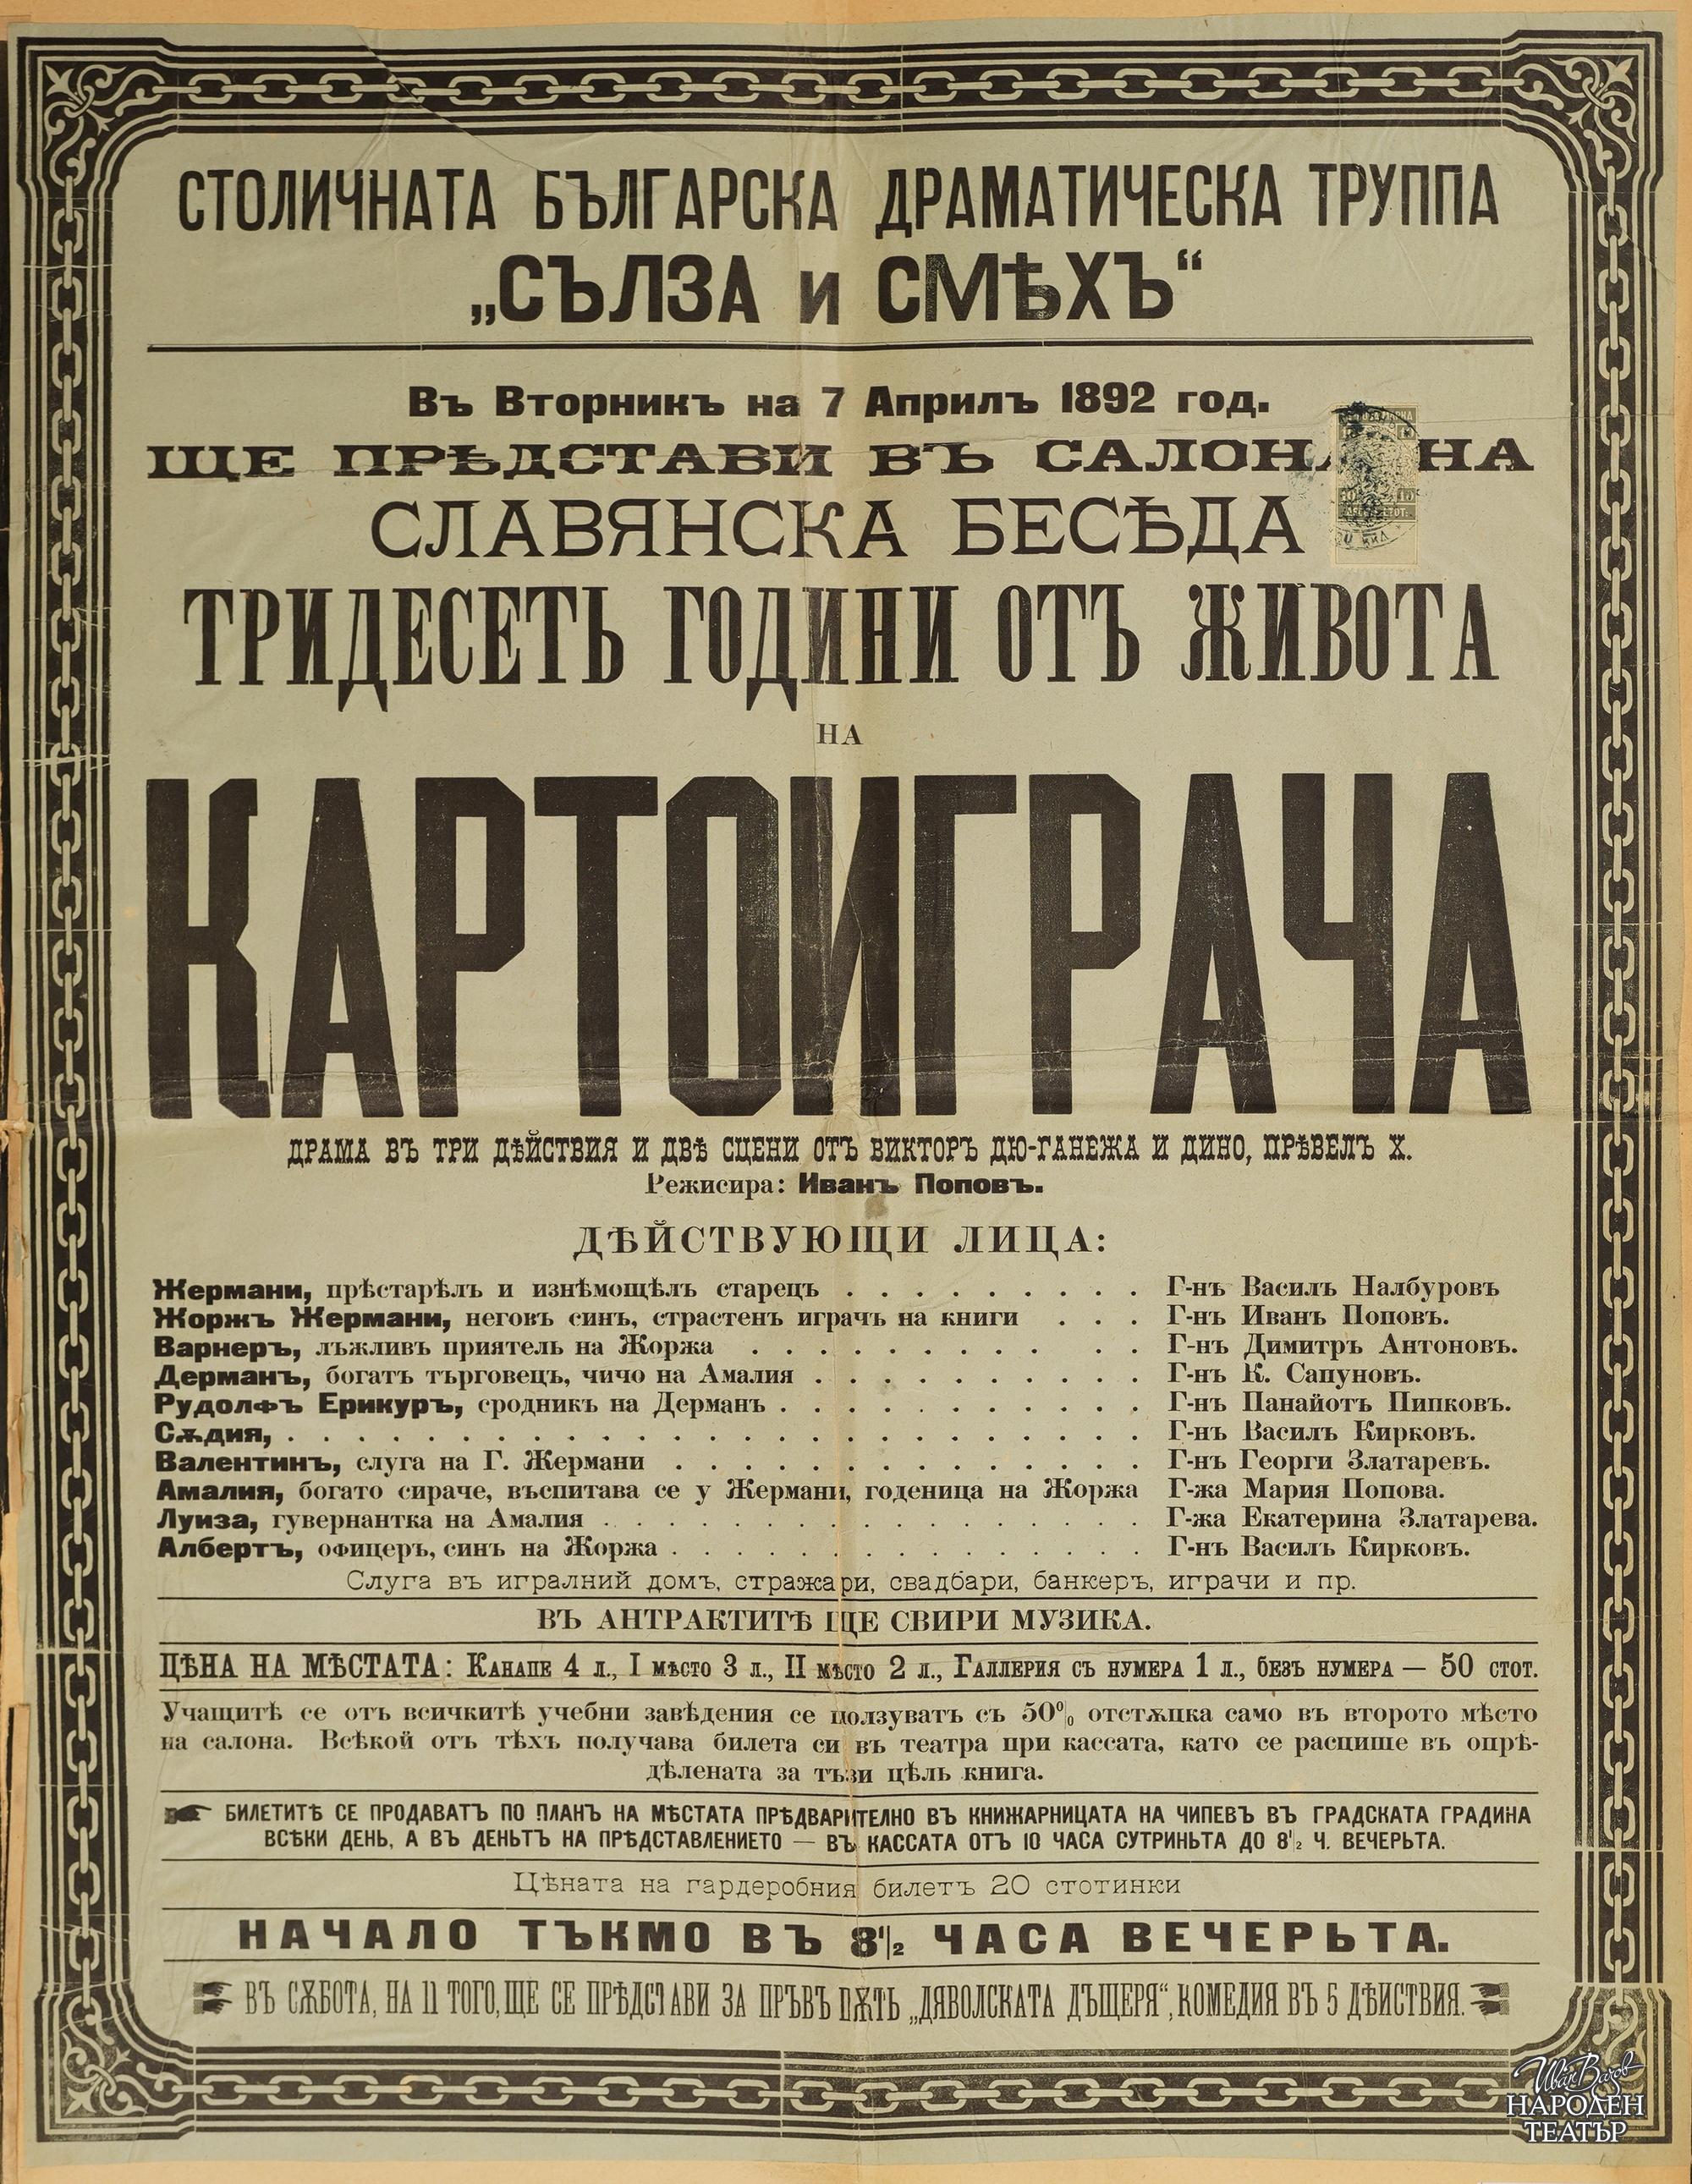 СТОЛИЧНАТА БЪЛГАРСКА ДРАМАТИЧЕСКА ТРУППА
„СЪЛЗА и СМѢХЪ“
Въ Вторникъ на 7 Априлъ 1892 год.
ЩЕ ПРѢДСТАВИ ВЪ САЛОНА НА
СЛАВЯНСКА БЕСѢДА
ТРИДЕСЕТЬ ГОДИНИ ОТЪ ЖИВОТА
НА
КАРТОИГРАЧА
ДРАМА ВЪ ТРИ ДѢЙСТВИЯ И ДВѢ СЦЕНИ ОТЪ ВИКТОРЪ ДЮ-ГАНЕЖА И ДИНО, ПРѢВЕЛЪ Х.
Режисира: Иванъ Поповъ.
ДѢЙСТВУЮЩИ ЛИЦА:
Жермани, прѣстарѣлъ и изнѣмощѣлъ старецъ . . . . . . . . . Г-нъ Василъ Налбуровъ
Жоржъ Жермани, неговъ синъ, страстенъ играчъ на книги . . . Г-нъ Иванъ Поповъ.
Варнеръ, лъжливъ приятель на Жоржа . . . . . . . . . . . Г-нъ Димитръ Антоновъ.
Дерманъ, богатъ търговецъ, чичо на Амалия . . . . . . . . . . Г-нъ К. Сапуновъ.
Рудолфъ Ерикуръ, сродникъ на Дерманъ . . . . . . . . . . . Г-нъ Панайотъ Пипковъ.
Сѫдия, . . . . . . . . . . . . . . . . . . . . . . . . . Г-нъ Василъ Кирковъ.
Валентинъ, слуга на Г. Жермани . . . . . . . . . . . . . . Г-нъ Георги Златаревъ.
Амалия, богато сираче, въспитава се у Жермани, годеница на Жоржа Г-жа Мария Попова.
Луиза, гувернантка на Амалия . . . . . . . . . . . . . . . . Г-жа Екатерина Златарева.
Албертъ, офицеръ, синъ на Жоржа . . . . . . . . . . . . . . Г-нъ Василъ Кирковъ.
Слуга въ игралний домъ, стражари, свадбари, банкеръ, играчи и пр.
ВЪ АНТРАКТИТѢ ЩЕ СВИРИ МУЗИКА.
ЦѢНА НА МѢСТАТА: Канапе 4 л., I мѣсто 3 л., II мѣсто 2 л., Галлерия съ нумера 1 л., безъ нумера — 50 стот.
Учащитѣ се отъ всичкитѣ учебни завѣдения се ползуватъ съ 50% отстѫпка само въ второто мѣсто
на салона. Всѣкой отъ тѣхъ получава билета си въ театра при кассата, като се распише въ опрѣ-
дѣлената за тъзи цѣль книга.
БИЛЕТИТѢ СЕ ПРОДАВАТЪ ПО ПЛАНЪ НА МѢСТАТА ПРѢДВАРИТЕЛНО ВЪ КНИЖАРНИЦАТА НА ЧИПЕВЪ ВЪ ГРАДСКАТА ГРАДИНА
ВСѢКИ ДЕНЬ, А ВЪ ДЕНЬТЪ НА ПРѢДСТАВЛЕНИЕТО — ВЪ КАССАТА ОТЪ 10 ЧАСА СУТРИНЬТА ДО 8½ Ч. ВЕЧЕРЬТА.
Цѣната на гардеробния билетъ 20 стотинки
НАЧАЛО ТЪКМО ВЪ 8½ ЧАСА ВЕЧЕРЬТА.
ВЪ СѪБОТА, НА 11 ТОГО, ЩЕ СЕ ПРѢДСТАВИ ЗА ПРЪВЪ ПѪТЬ „ДЯВОЛСКАТА ДЪЩЕРЯ“, КОМЕДИЯ ВЪ 5 ДѢИСТВИЯ.
Иван Вазов
НАРОДЕН
ТЕАТЪР